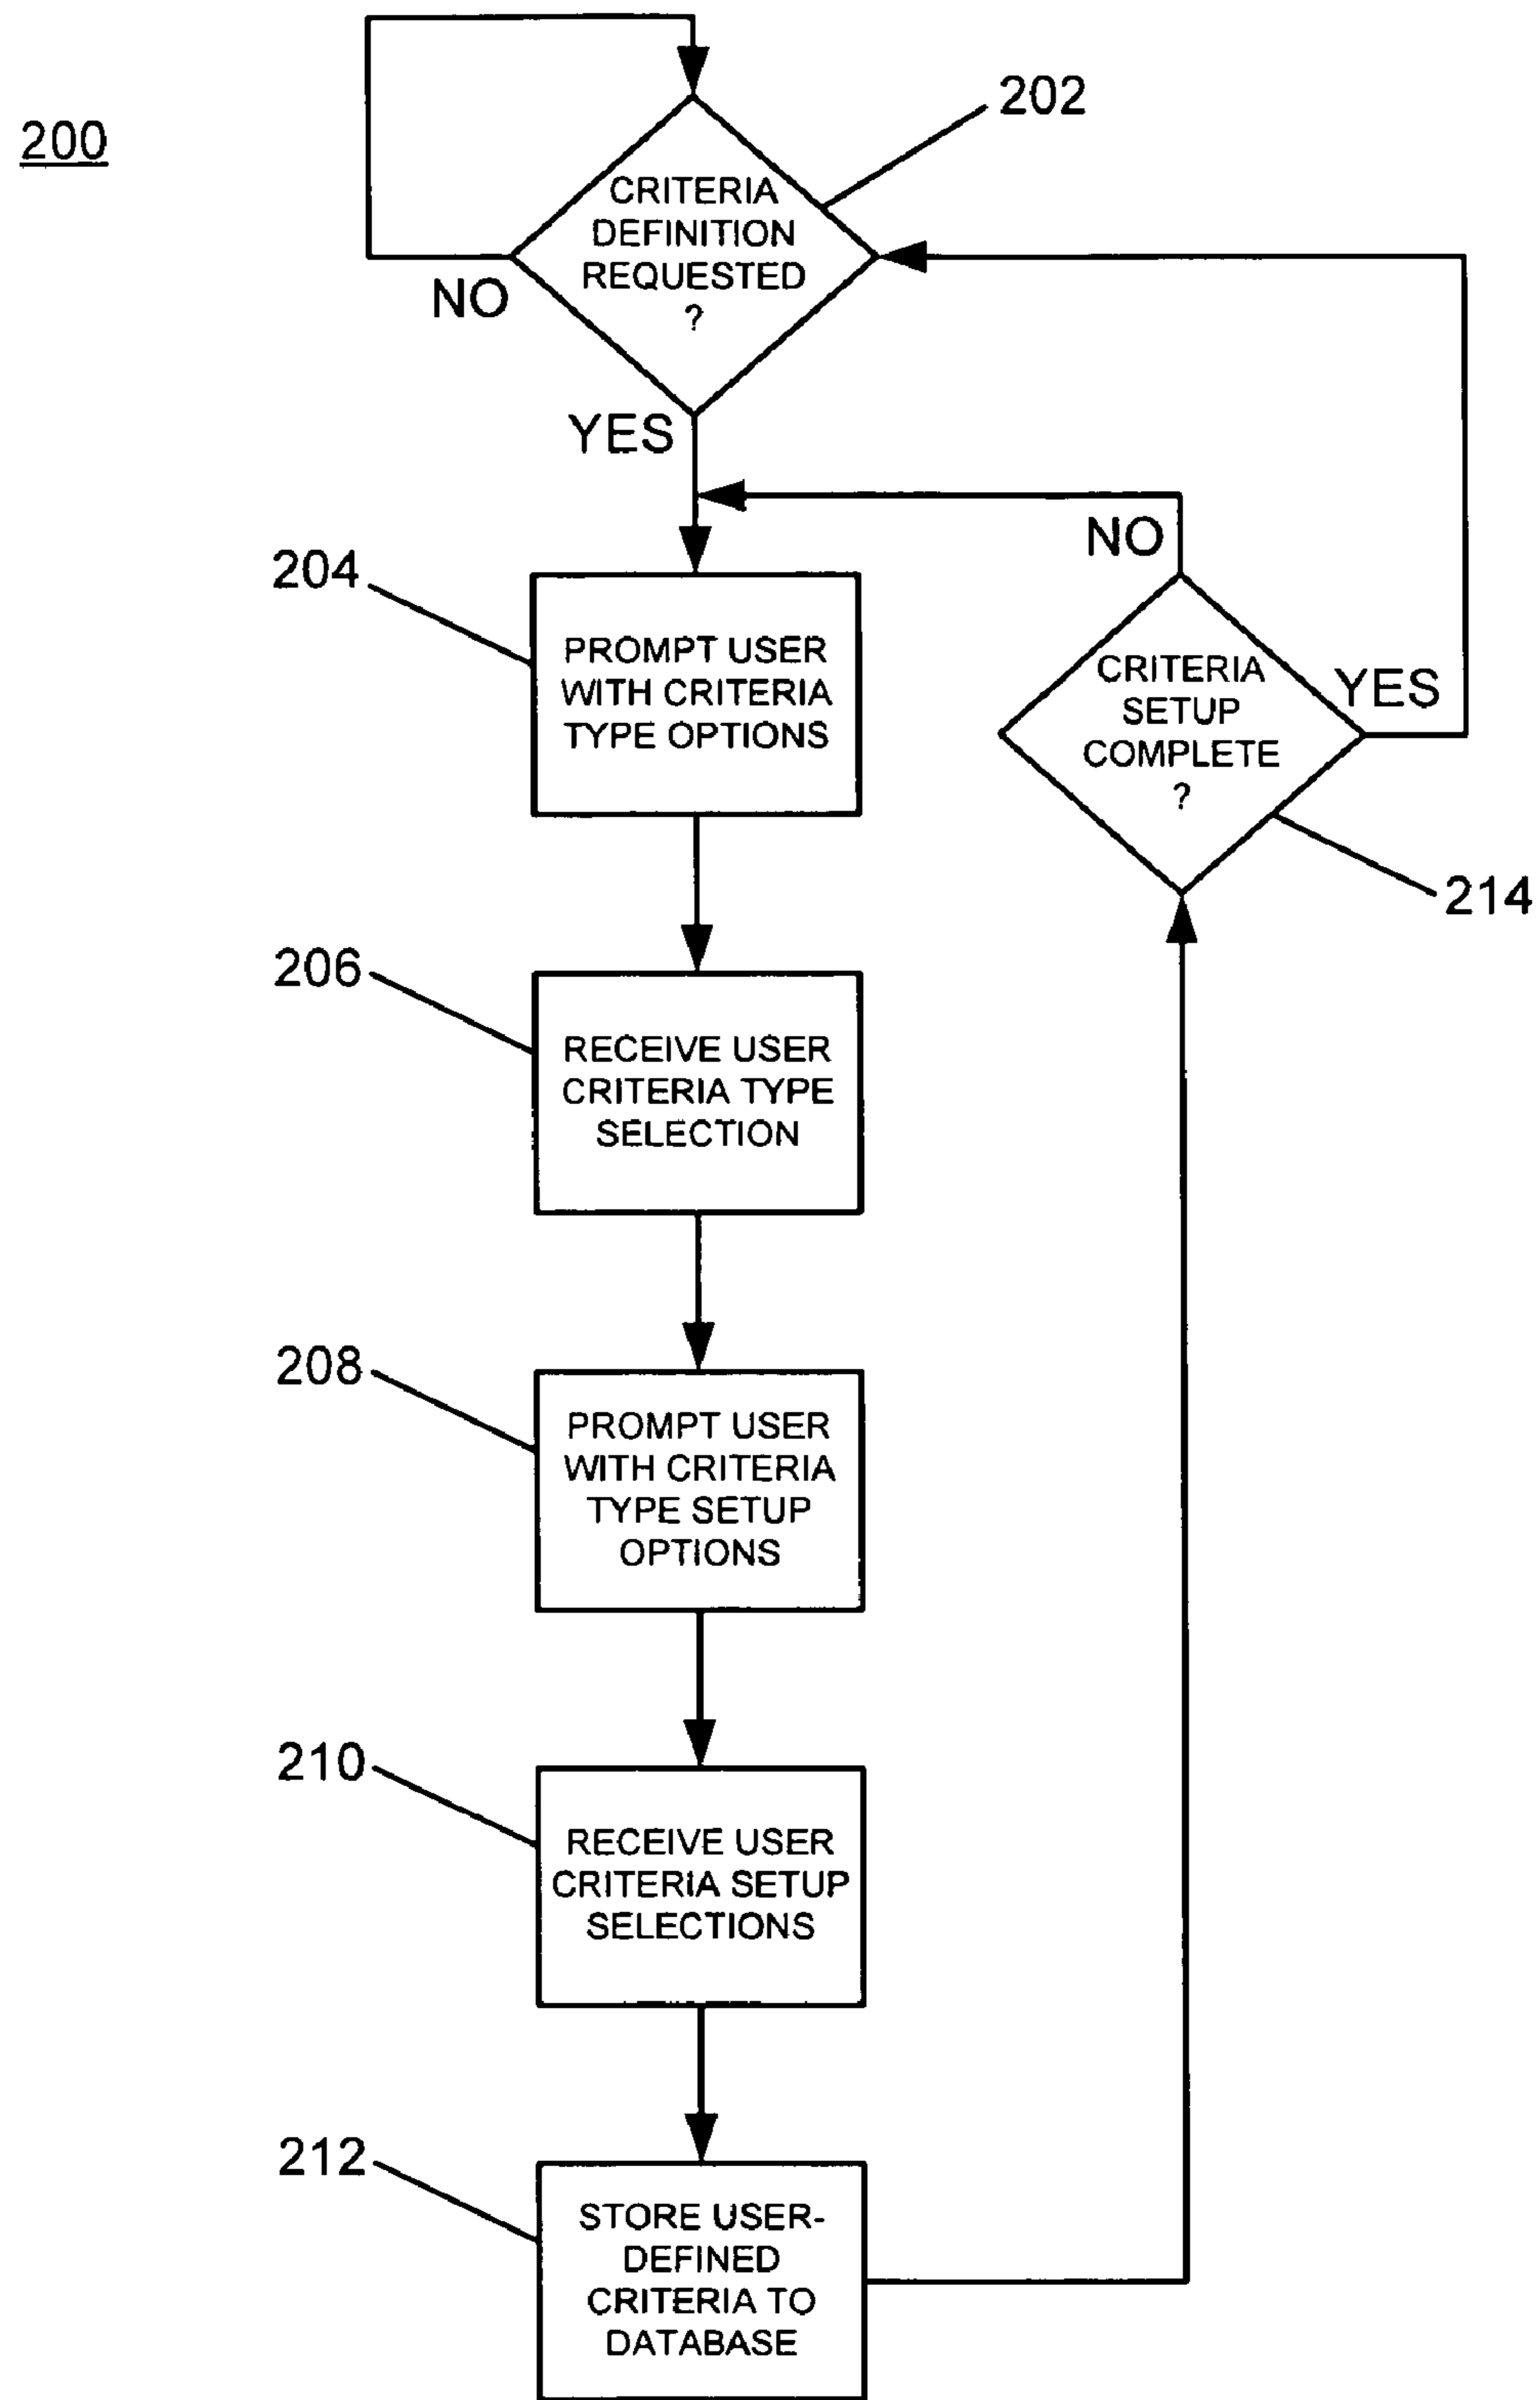 200
202
CRITERIA
DEFINITION
REQUESTED
?
NO
YES
NO
204
PROMPT USER
WITH CRITERIA
TYPE OPTIONS
CRITERIA
SETUP
COMPLETE
?
YES
214
206
RECEIVE USER
CRITERIA TYPE
SELECTION
208
PROMPT USER
WITH CRITERIA
TYPE SETUP
OPTIONS
210
RECEIVE USER
CRITERIA SETUP
SELECTIONS
212
STORE USER-
DEFINED
CRITERIA TO
DATABASE